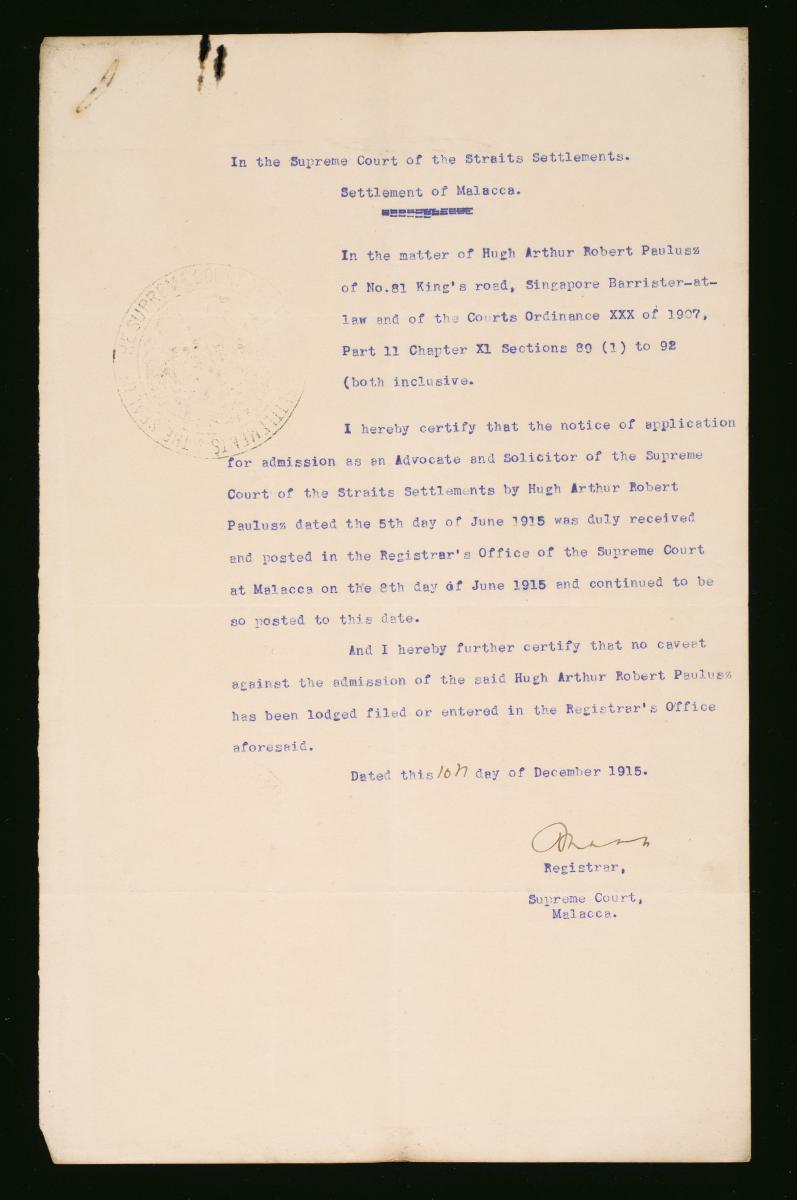 In the Supreme Court of the Straits Settlements.
Settlement of Malacca.
THE SUPREME COU
In the matter of Hugh Arthur Robert Paulusz
of No.81 King's road, Singapore Barrister-at-
law and of the Courts Ordinance XXX of 1907,
Part 11 Chapter X1 Sections 89 (1) to 92
(both inclusive.
I hereby certify that the notice of application
for admission as an Advocate and Solicitor of the Supreme
Court of the Straits Settlements by Hugh Arthur Robert
Paulusz dated the 5th day of June 1915 was duly received
and posted in the Registrar's Office of the Supreme Court
at Malacca on the 8th day of June 1915 and continued to be
so posted to this date.
And I hereby further certify that no caveat
against the admission of the said Hugh Arthur Robert Paulusz
has been lodged filed or entered in the Registrar's Office
aforesaid.
Dated this 10th day of December 1915.
Registrar,
Supreme Court,
Malacca.